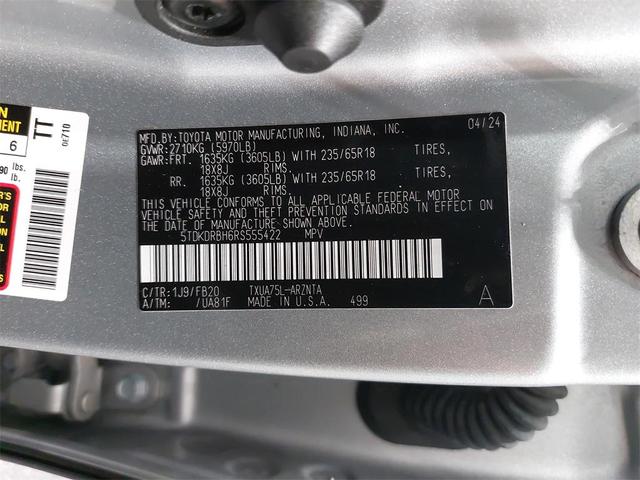 MFD.BY:TOYOTA MOTOR MANUFACTURING, INDIANA, INC. 04/24
GVWR:2710KG (5970LB)
GAWR:FRT. 1635KG (3605LB) WITH 235/65R18 TIRES,
18X8J RIMS.
RR. 1635KG (3605LB) WITH 235/65R18 TIRES,
18X8J RIMS.
THIS VEHICLE CONFORMS TO ALL APPLICABLE FEDERAL MOTOR
VEHICLE SAFETY AND THEFT PREVENTION STANDARDS IN EFFECT ON
THE DATE OF MANUFACTURE SHOWN ABOVE.
5TDKDRBH6RS555422 MPV
C/TR:1J9/FB20 TXUA75L-ARZNTA
A/TM: /UA81F MADE IN U.S.A. 499 A
TT
0E710
6
lbs.
lb.